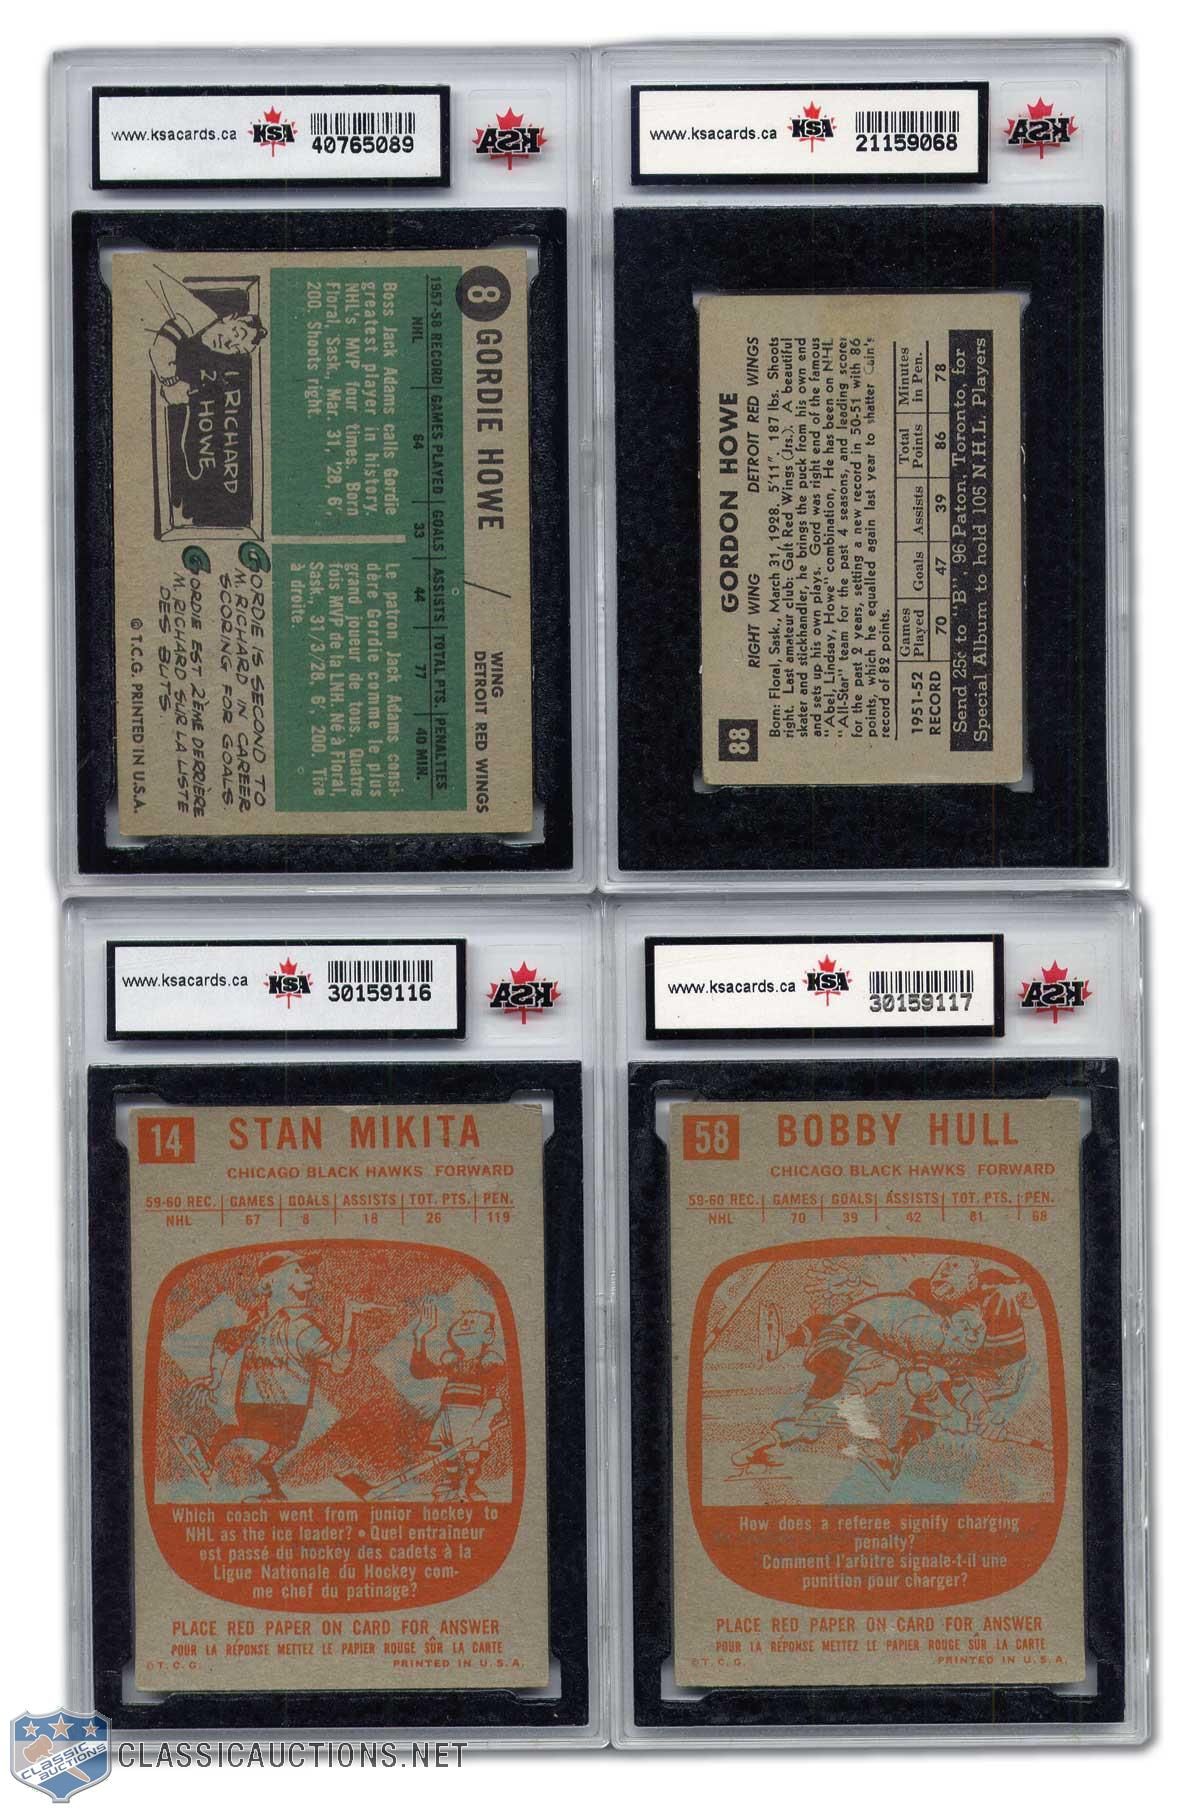 www.ksacards.ca
KSA
40765089
KSA
8 GORDIE HOWE
WING
DETROIT RED WINGS
1957-58 RECORD GAMES PLAYED GOALS ASSISTS TOTAL PTS. PENALTIES
NHL 64 33 44 77 40 MIN.
Boss Jack Adams calls Gordie
greatest player in history.
NHL's MVP four times. Born
Floral, Sask., Mar. 31, '28, 6',
200. Shoots right.
Le patron Jack Adams consi-
dère Gordie comme le plus
grand joueur de tous. Quatre
fois MVP de la LNH. Né à Floral,
Sask., 31/3/28, 6' 200. Tire
à droite.
1. RICHARD
2. HOWE
GORDIE IS SECOND TO
M. RICHARD IN CAREER
SCORING FOR GOALS.
GORDIE EST 2ÈME DERRIÈRE
M. RICHARD SUR LA LISTE
DES BUTS.
© T.C.G. PRINTED IN U.S.A.
www.ksacards.ca
KSA
21159068
KSA
88
GORDON HOWE
RIGHT WING DETROIT RED WINGS
Born: Floral, Sask., March 31, 1928. 5'11". 187 lbs. Shoots
right. Last amateur club: Galt Red Wings (Jrs.). A beautiful
skater and stickhandler, he brings the puck from his own end
and sets up his own plays. Gord was right end of the famous
"Abel, Lindsay, Howe" combination. He has been on NHL
"All-Star" team for the past 4 seasons, and leading scorer
for the past 2 years, setting a new record in 50-51 with 86
points, which he equalled again last year to shatter Cain's
record of 82 points.
1951-52 RECORD Games Played Goals Assists Total Points Minutes in Pen.
70 47 39 86 78
Send 25¢ to "B", 96 Paton, Toronto, for
Special Album to hold 105 N.H.L. Players
www.ksacards.ca
KSA
30159116
KSA
14 STAN MIKITA
CHICAGO BLACK HAWKS FORWARD
59-60 REC. GAMES GOALS ASSISTS TOT. PTS. PEN.
NHL 67 8 18 26 119
COACH
Which coach went from junior hockey to
NHL as the ice leader? • Quel entraîneur
est passé du hockey des cadets à la
Ligue Nationale du Hockey com-
me chef du patinage?
PLACE RED PAPER ON CARD FOR ANSWER
POUR LA RÉPONSE METTEZ LE PAPIER ROUGE SUR LA CARTE
© T.C.G. PRINTED IN U.S.A.
www.ksacards.ca
KSA
30159117
KSA
58 BOBBY HULL
CHICAGO BLACK HAWKS FORWARD
59-60 REC. GAMES GOALS ASSISTS TOT. PTS. PEN.
NHL 70 39 42 81 68
How does a referee signify charging
penalty?
Comment l'arbitre signale-t-il une
punition pour charger?
PLACE RED PAPER ON CARD FOR ANSWER
POUR LA RÉPONSE METTEZ LE PAPIER ROUGE SUR LA CARTE
© T.C.G. PRINTED IN U.S.A.
CLASSIC
AUCTIONS
CLASSICAUCTIONS.NET